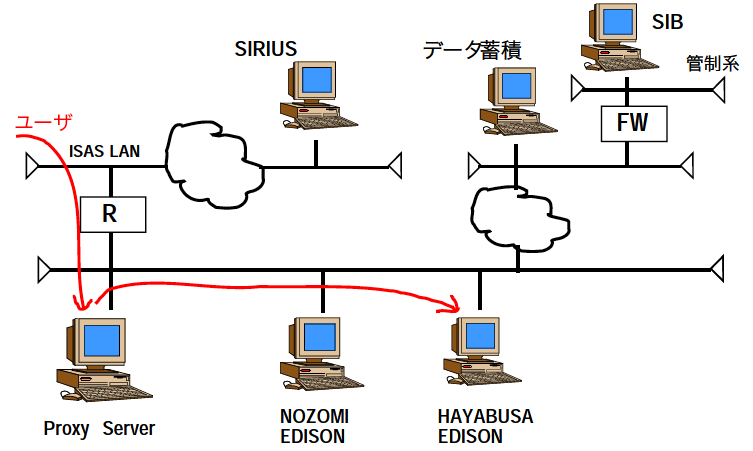 SIB
SIRIUS
データ蓄積
管制系
ユーザ
FW
ISAS LAN
R
Proxy Server
NOZOMI
EDISON
HAYABUSA
EDISON